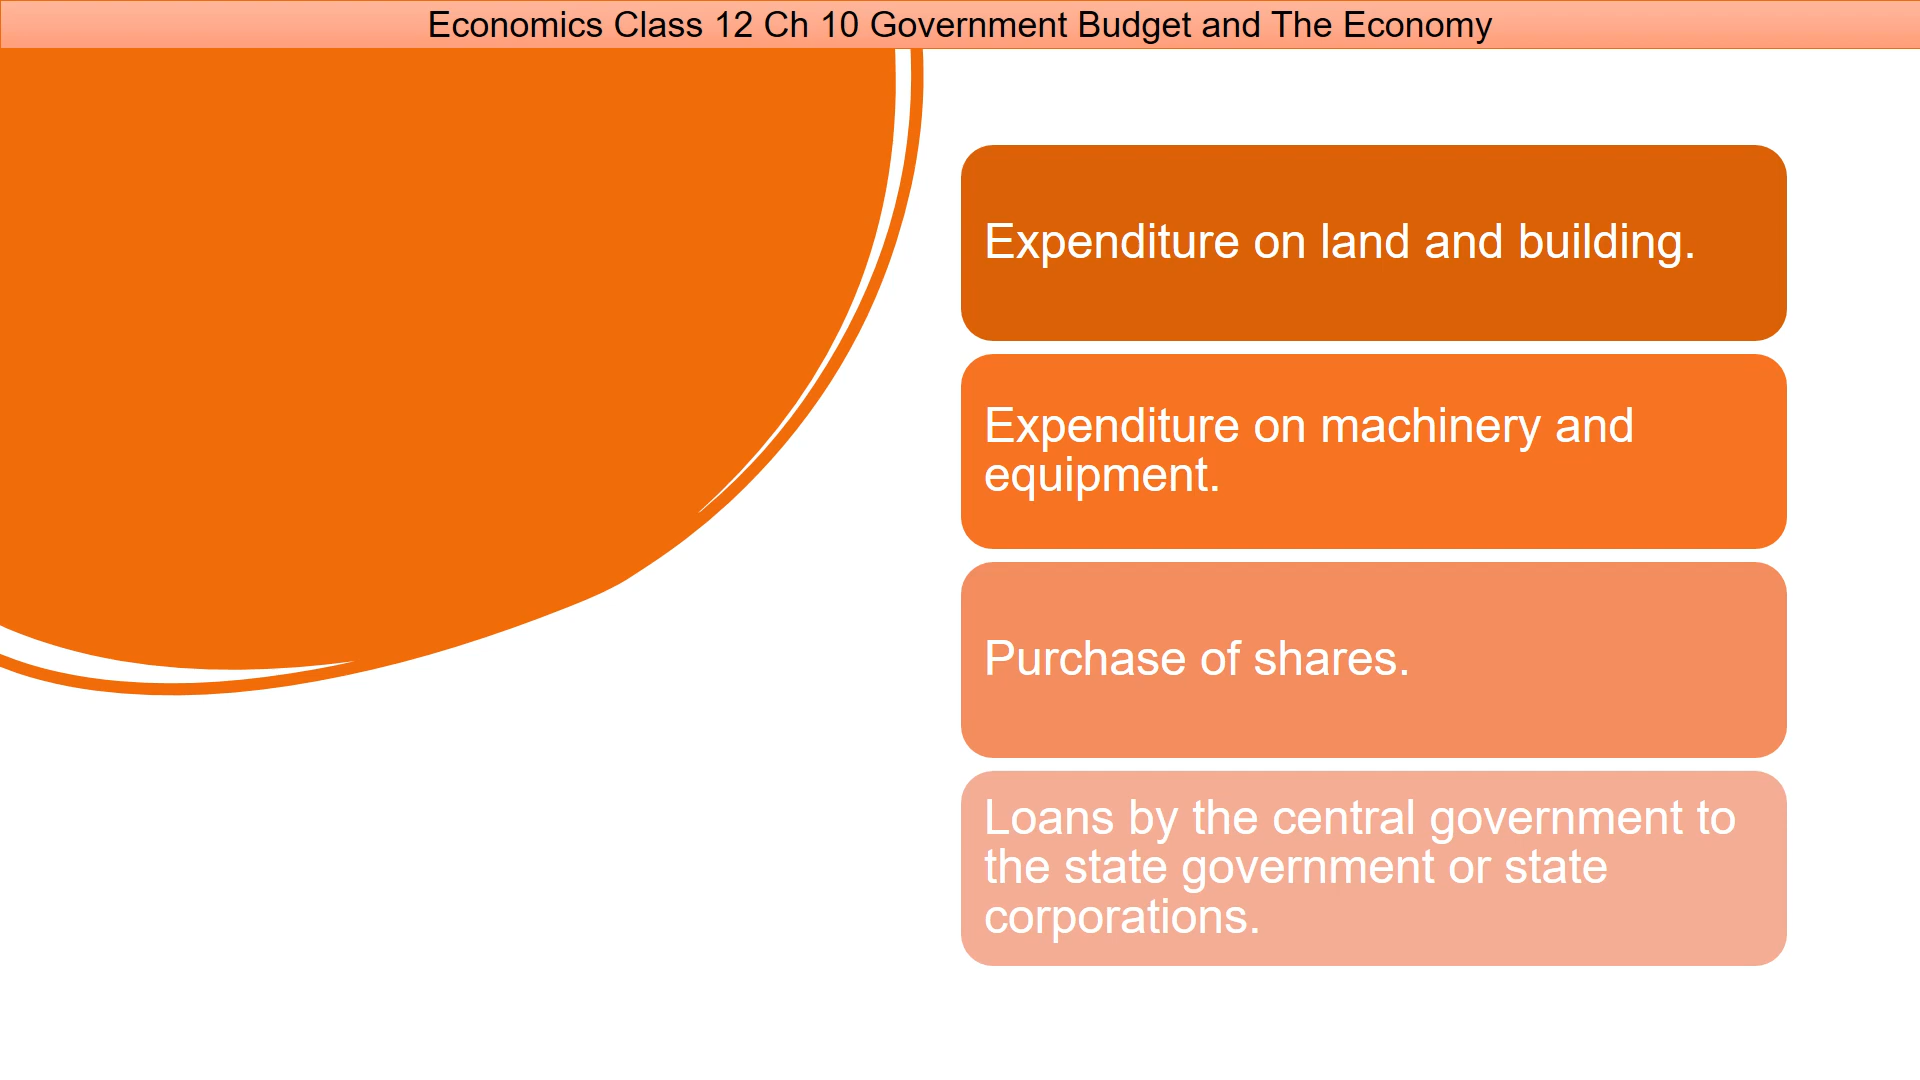 Economics Class 12 Ch 10 Government Budget and The Economy
Expenditure on land and building.
Expenditure on machinery and
equipment.
Purchase of shares.
Loans by the central government to
the state government or state
corporations.